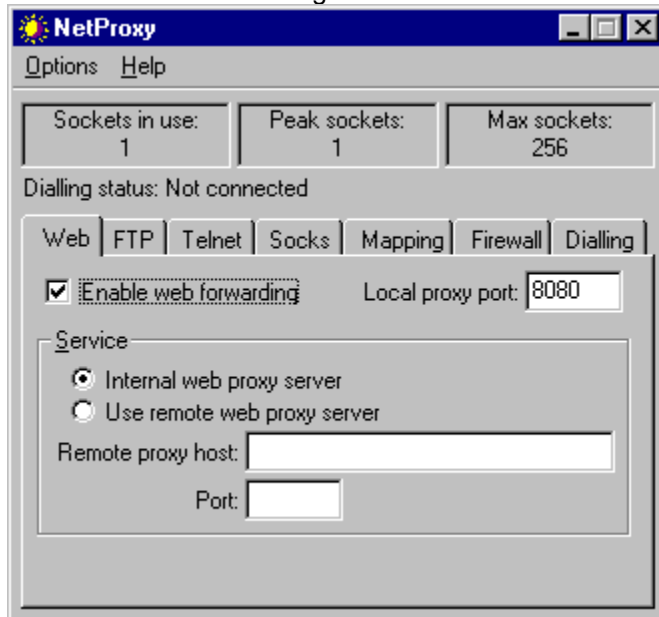 NetProxy
Options Help
Sockets in use: Peak sockets: Max sockets:
1 1 256
Dialling status: Not connected
Web FTP Telnet Socks Mapping Firewall Dialling
Enable web forwarding Local proxy port: 8080
Service
Internal web proxy server
Use remote web proxy server
Remote proxy host:
Port: